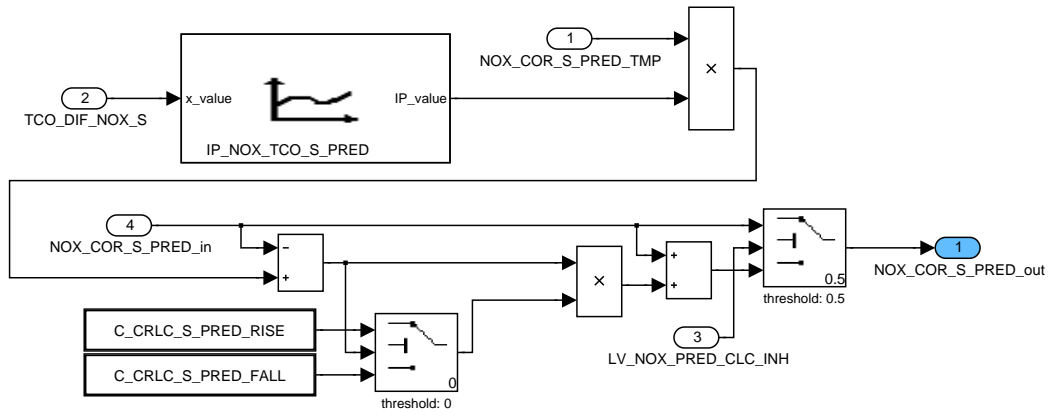 1
NOX_COR_S_PRED_TMP
×
2
TCO_DIF_NOX_S
x_value
IP_value
IP_NOX_TCO_S_PRED
4
NOX_COR_S_PRED_in
−
+
×
+
+
0.5
threshold: 0.5
1
NOX_COR_S_PRED_out
3
LV_NOX_PRED_CLC_INH
C_CRLC_S_PRED_RISE
C_CRLC_S_PRED_FALL
0
threshold: 0